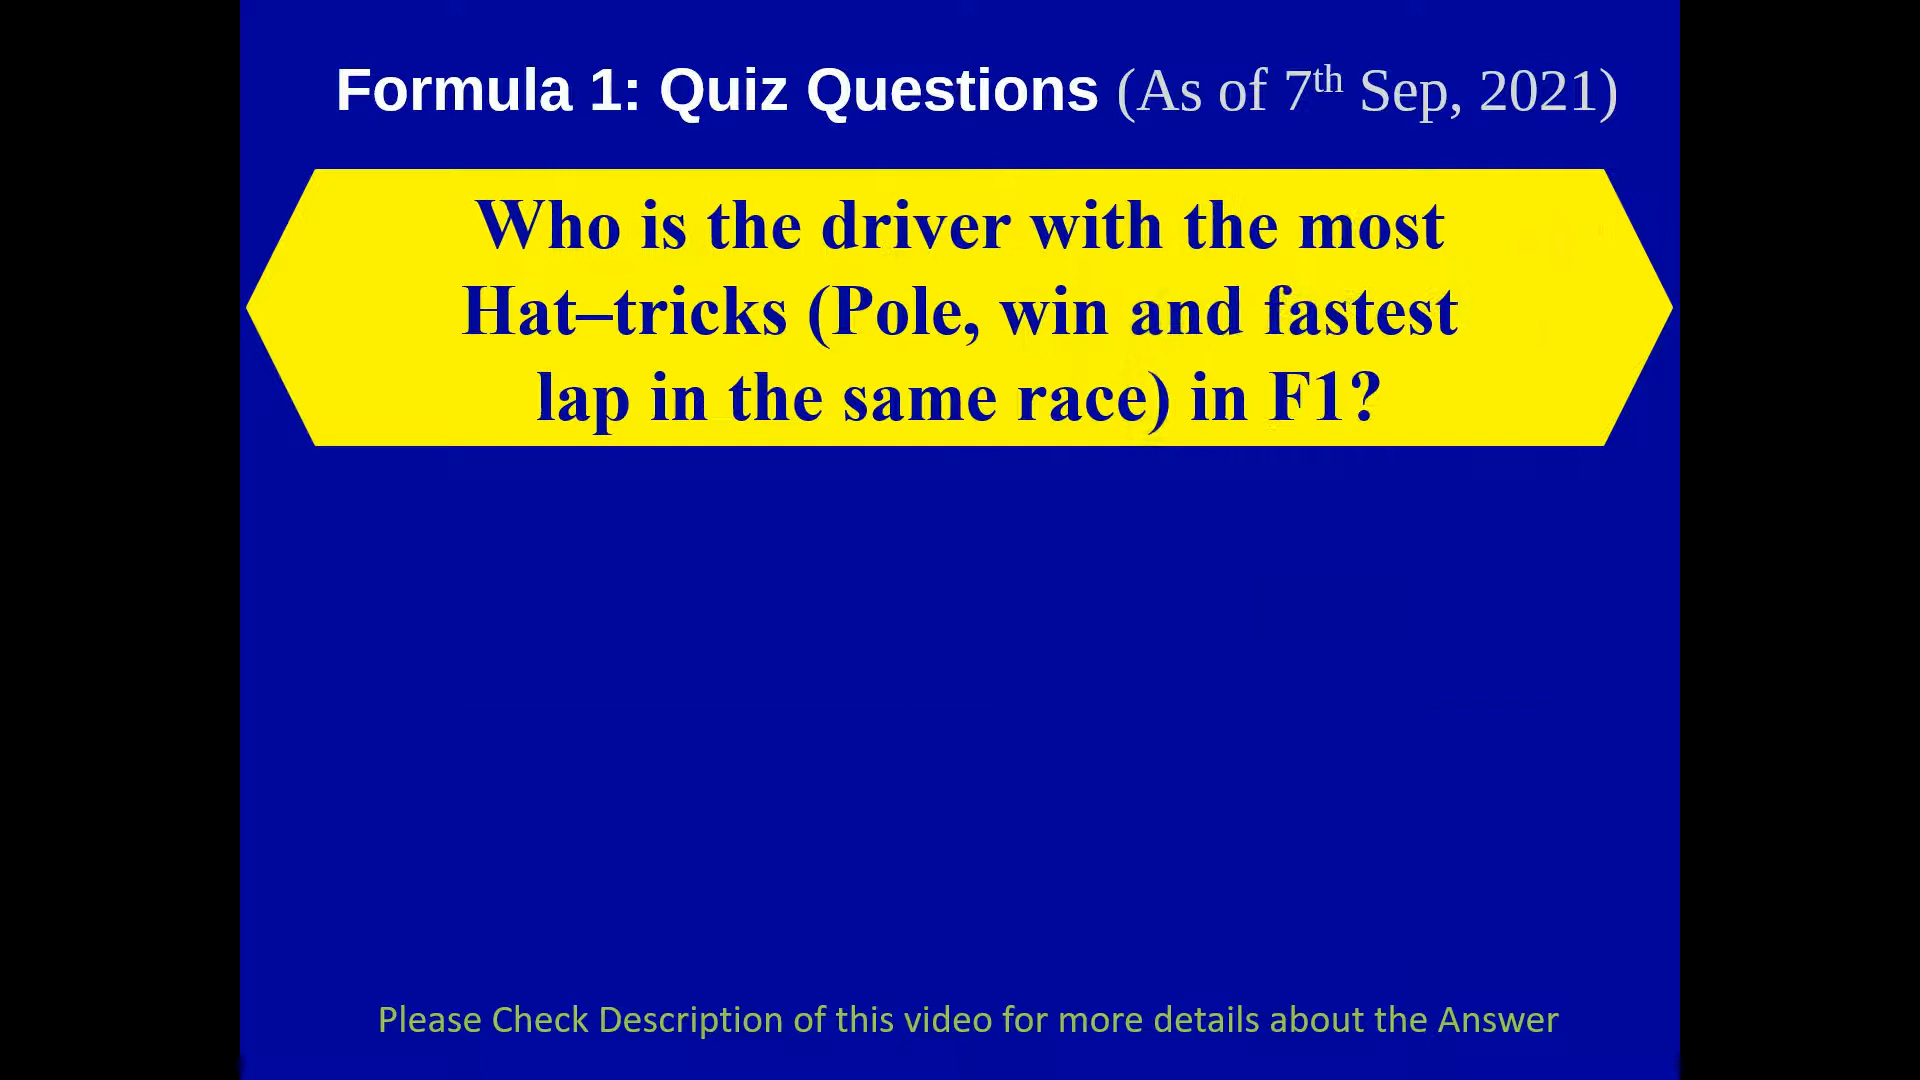 Formula 1: Quiz Questions (As of 7th Sep, 2021)
Who is the driver with the most
Hat–tricks (Pole, win and fastest
lap in the same race) in F1?
Please Check Description of this video for more details about the Answer